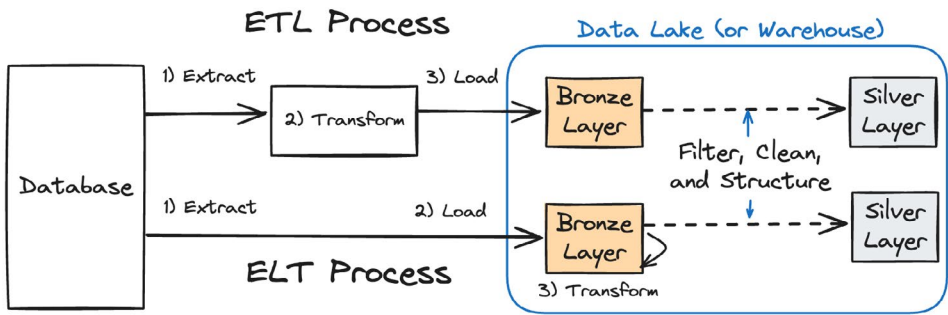 ETL Process
Data Lake (or Warehouse)
1) Extract
3) Load
2) Transform
Bronze
Layer
Silver
Layer
Database
Filter, Clean,
and Structure
1) Extract
2) Load
Bronze
Layer
Silver
Layer
ELT Process
3) Transform